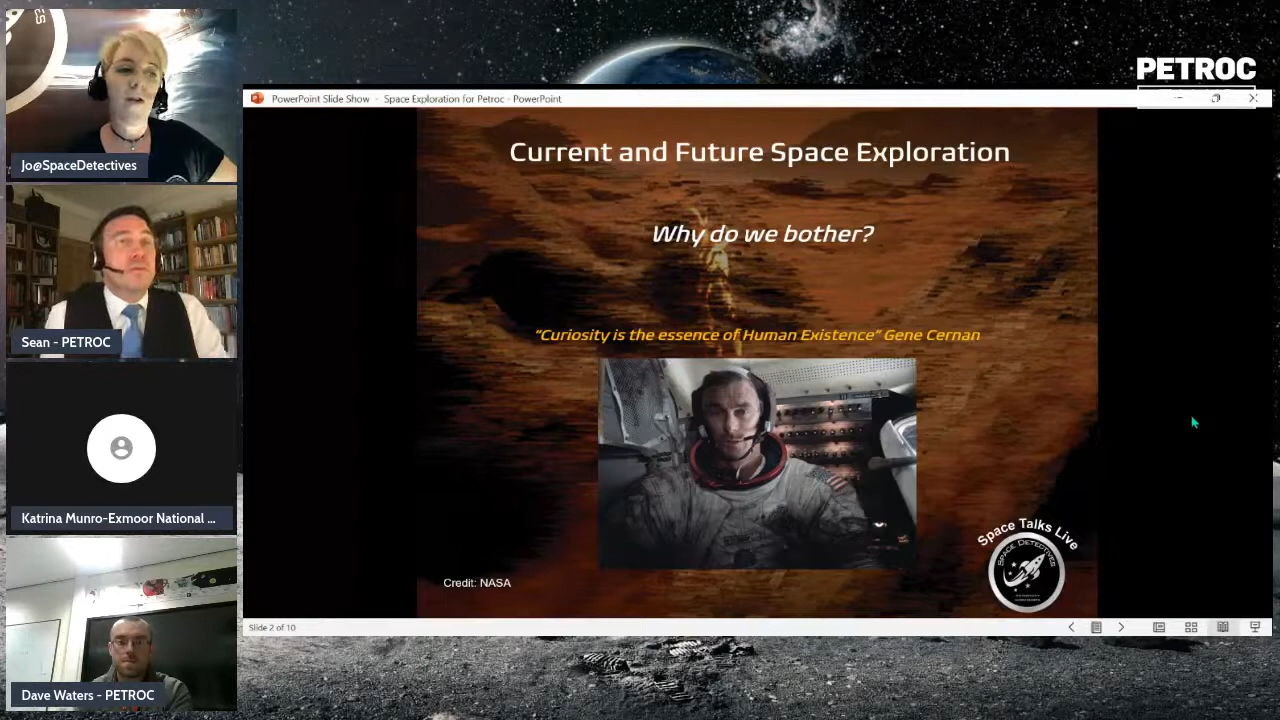 PETROC
PowerPoint Slide Show - Space Exploration for Petroc - PowerPoint
Current and Future Space Exploration
Why do we bother?
“Curiosity is the essence of Human Existence” Gene Cernan
Credit: NASA
Space Talks Live
SPACE DETECTIVES
Slide 2 of 10
Jo@SpaceDetectives
Sean - PETROC
Katrina Munro-Exmoor National ...
Dave Waters - PETROC